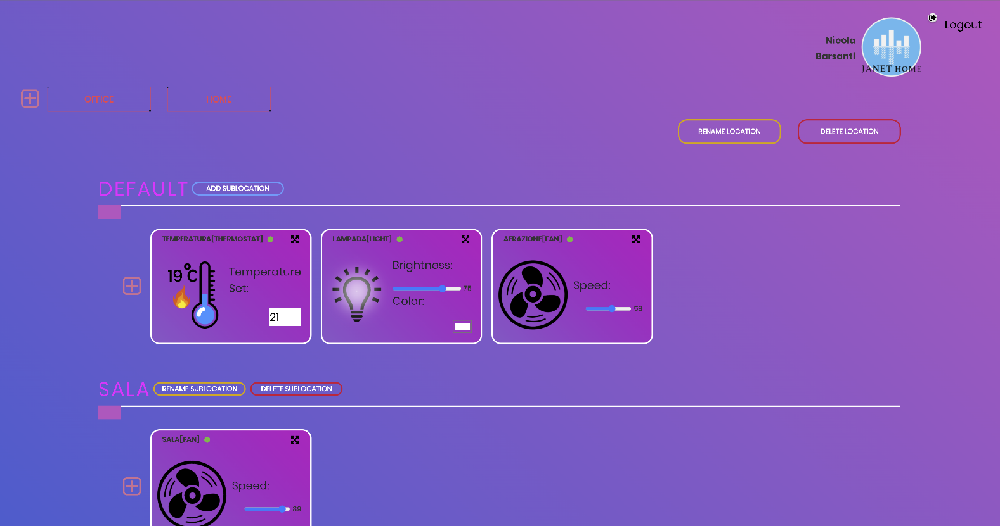 Logout
Nicola
Barsanti
JANET HOME
OFFICE HOME
RENAME LOCATION DELETE LOCATION
DEFAULT ADD SUBLOCATION
TEMPERATURA[THERMOSTAT] LAMPADA[LIGHT] AERAZIONE[FAN]
19°C Temperature Set: 21
Brightness:
75
Color:
Speed:
59
SALA RENAME SUBLOCATION DELETE SUBLOCATION
SALA[FAN]
Speed:
89